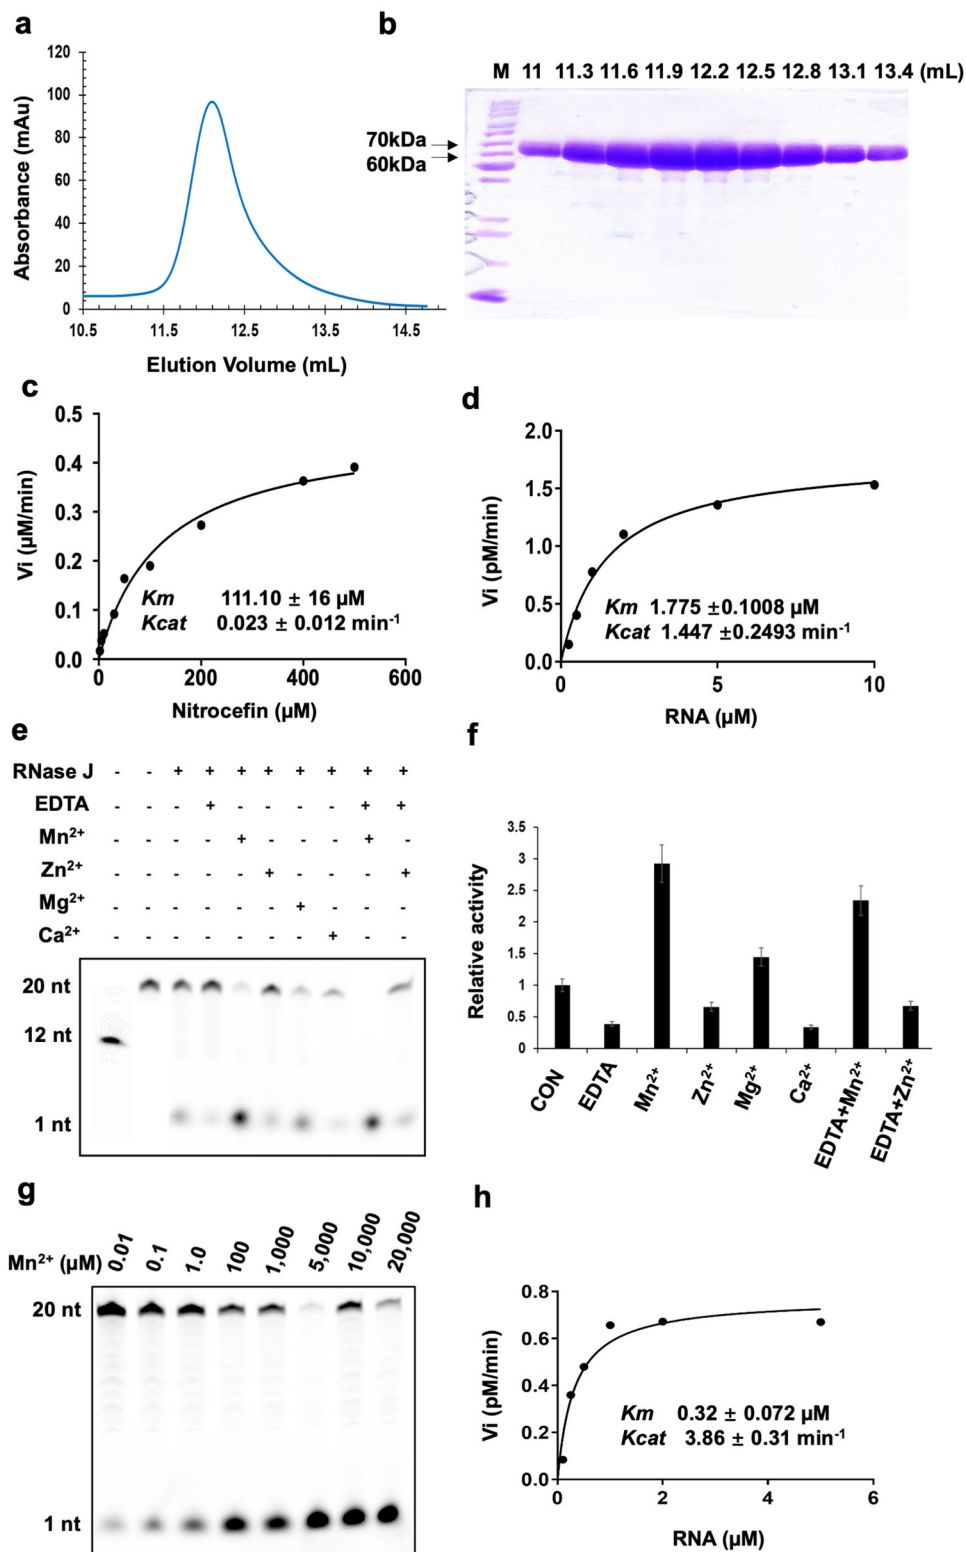 a
120
100
80
60
40
20
0
Absorbance (mAu)
10.5 11.5 12.5 13.5 14.5
Elution Volume (mL)
b
M 11 11.3 11.6 11.9 12.2 12.5 12.8 13.1 13.4 (mL)
70kDa
60kDa
c
0.5
0.4
0.3
0.2
0.1
0.0
Vi (µM/min)
Km 111.10 ± 16 µM
Kcat 0.023 ± 0.012 min-1
0 200 400 600
Nitrocefin (µM)
d
2.0
1.5
1.0
0.5
0.0
Vi (pM/min)
Km 1.775 ±0.1008 µM
Kcat 1.447 ±0.2493 min-1
0 5 10
RNA (µM)
e
RNase J - - + + + + + + + +
EDTA - - - + - - - - + +
Mn2+ - - - - + - - - + -
Zn2+ - - - - - + - - - +
Mg2+ - - - - - - + - - -
Ca2+ - - - - - - - + - -
20 nt
12 nt
1 nt
f
3.5
3
2.5
2
1.5
1
0.5
0
Relative activity
CON EDTA Mn2+ Zn2+ Mg2+ Ca2+ EDTA+Mn2+ EDTA+Zn2+
g
Mn2+ (µM) 0.01 0.1 1.0 100 1,000 5,000 10,000 20,000
20 nt
1 nt
h
0.8
0.6
0.4
0.2
0.0
Vi (pM/min)
Km 0.32 ± 0.072 µM
Kcat 3.86 ± 0.31 min-1
0 2 4 6
RNA (µM)